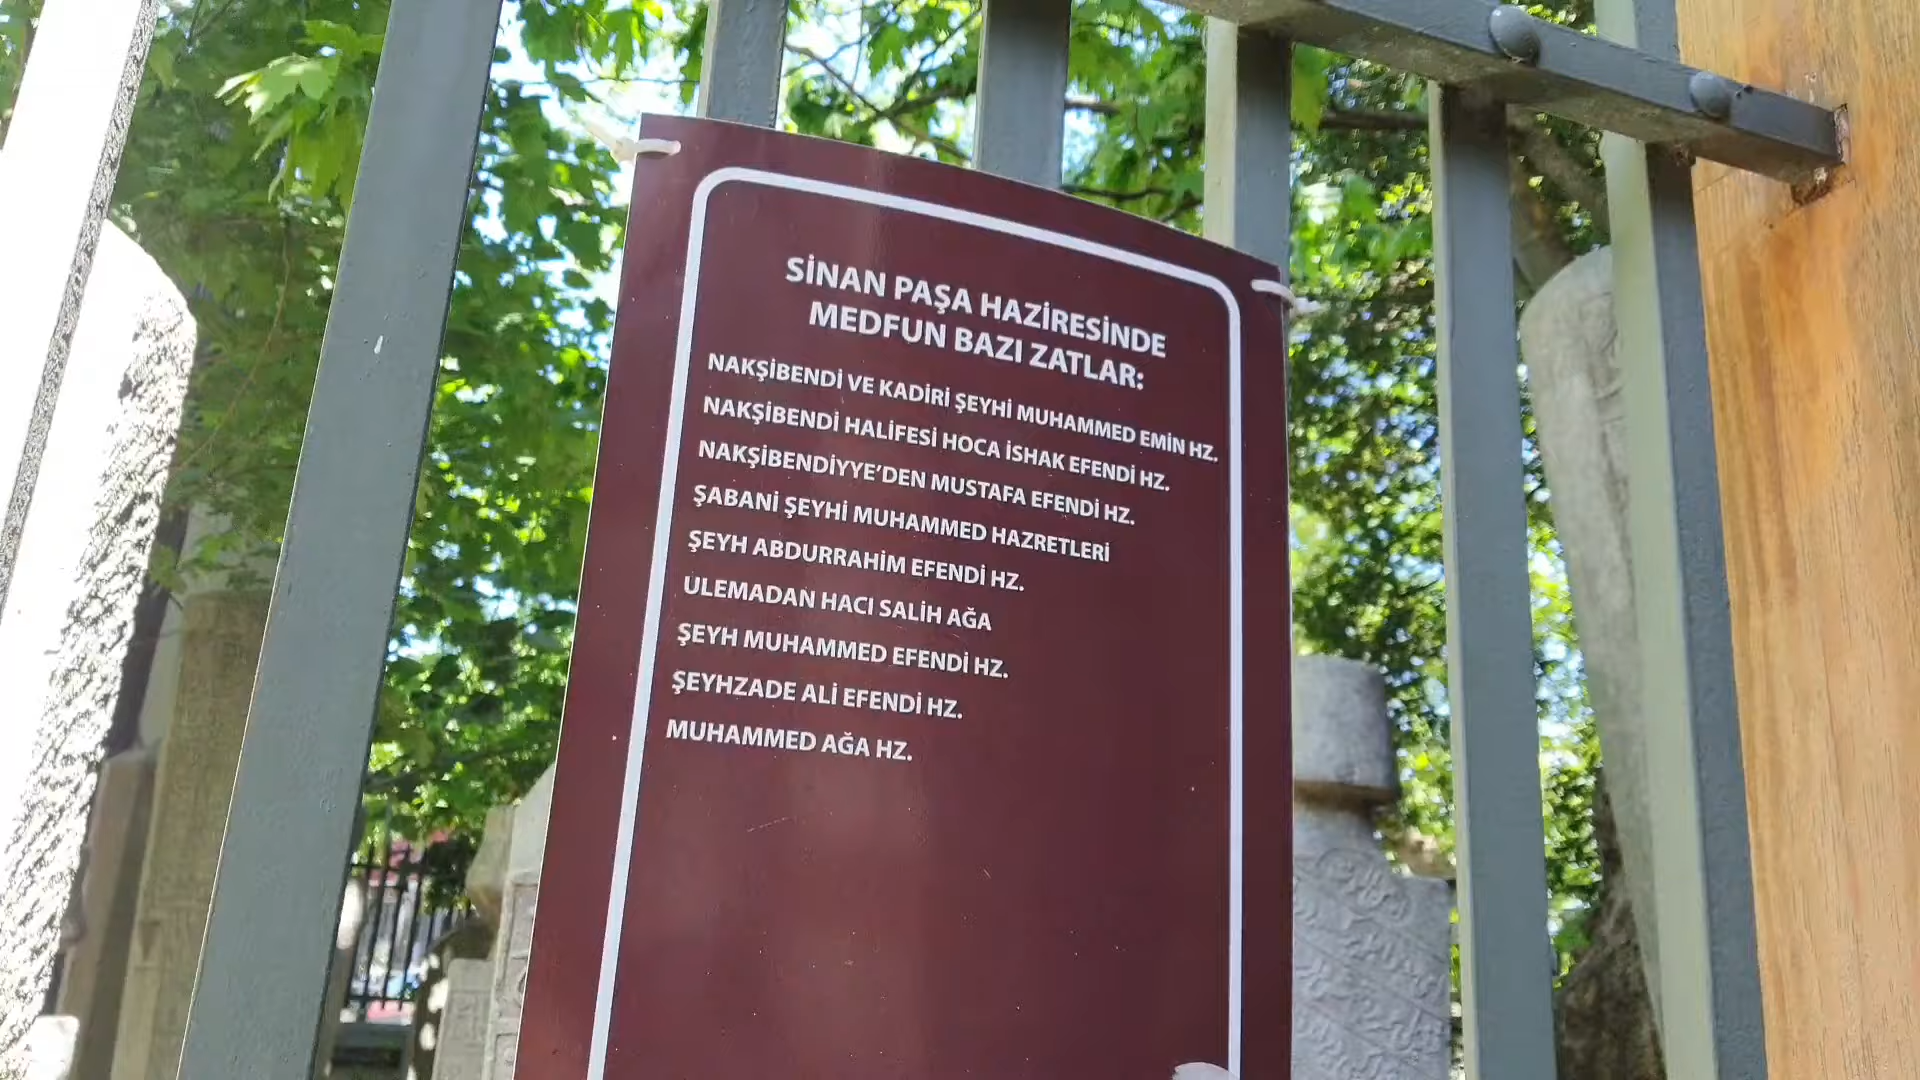 SİNAN PAŞA HAZİRESİNDE
MEDFUN BAZI ZATLAR:
NAKŞİBENDİ VE KADİRİ ŞEYHİ MUHAMMED EMİN HZ.
NAKŞİBENDİ HALİFESİ HOCA İSHAK EFENDİ HZ.
NAKŞİBENDİYYE'DEN MUSTAFA EFENDİ HZ.
ŞABANİ ŞEYHİ MUHAMMED HAZRETLERİ
ŞEYH ABDURRAHİM EFENDİ HZ.
ULEMADAN HACI SALİH AĞA
ŞEYH MUHAMMED EFENDİ HZ.
ŞEYHZADE ALİ EFENDİ HZ.
MUHAMMED AĞA HZ.